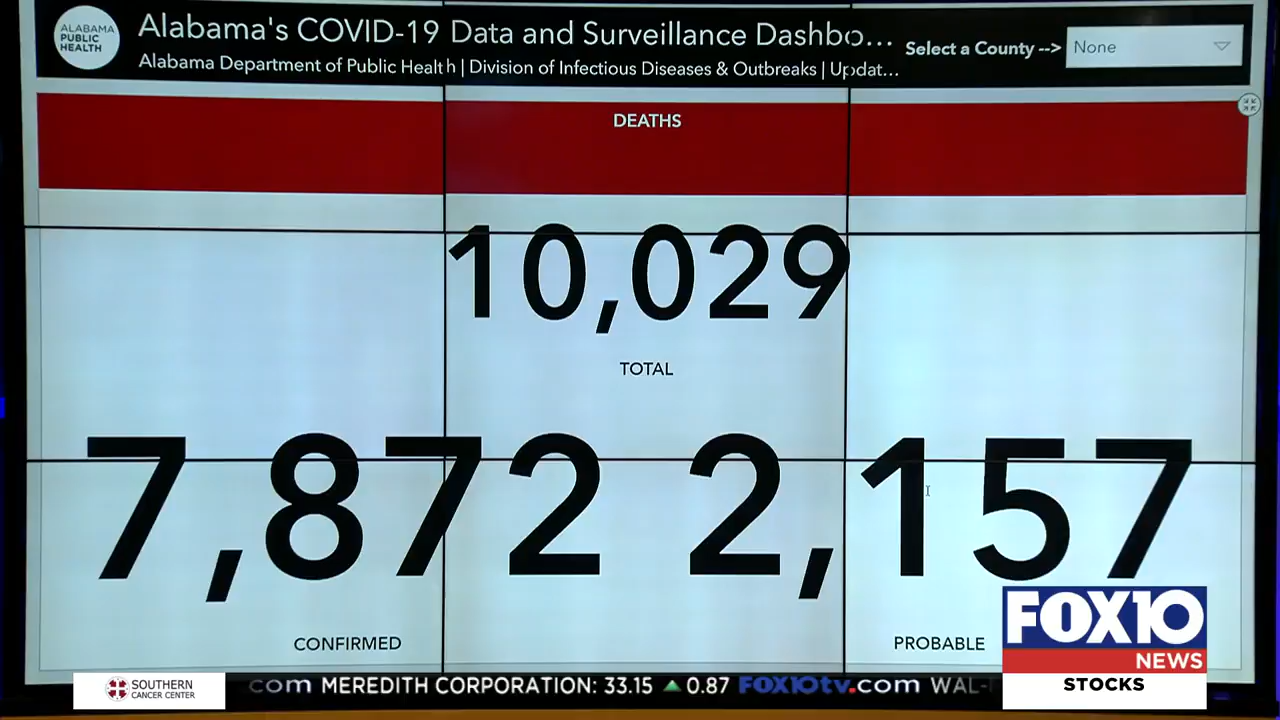 ALABAMA
PUBLIC
HEALTH
Alabama's COVID-19 Data and Surveillance Dashbo...
Select a County -->
None
Alabama Department of Public Health | Division of Infectious Diseases & Outbreaks | Updat...
DEATHS
10,029
TOTAL
7,872 2,157
CONFIRMED
PROBABLE
FOX10
NEWS
STOCKS
SOUTHERN
CANCER CENTER
com MEREDITH CORPORATION: 33.15 ▲ 0.87 FOX10tv.com WAL-